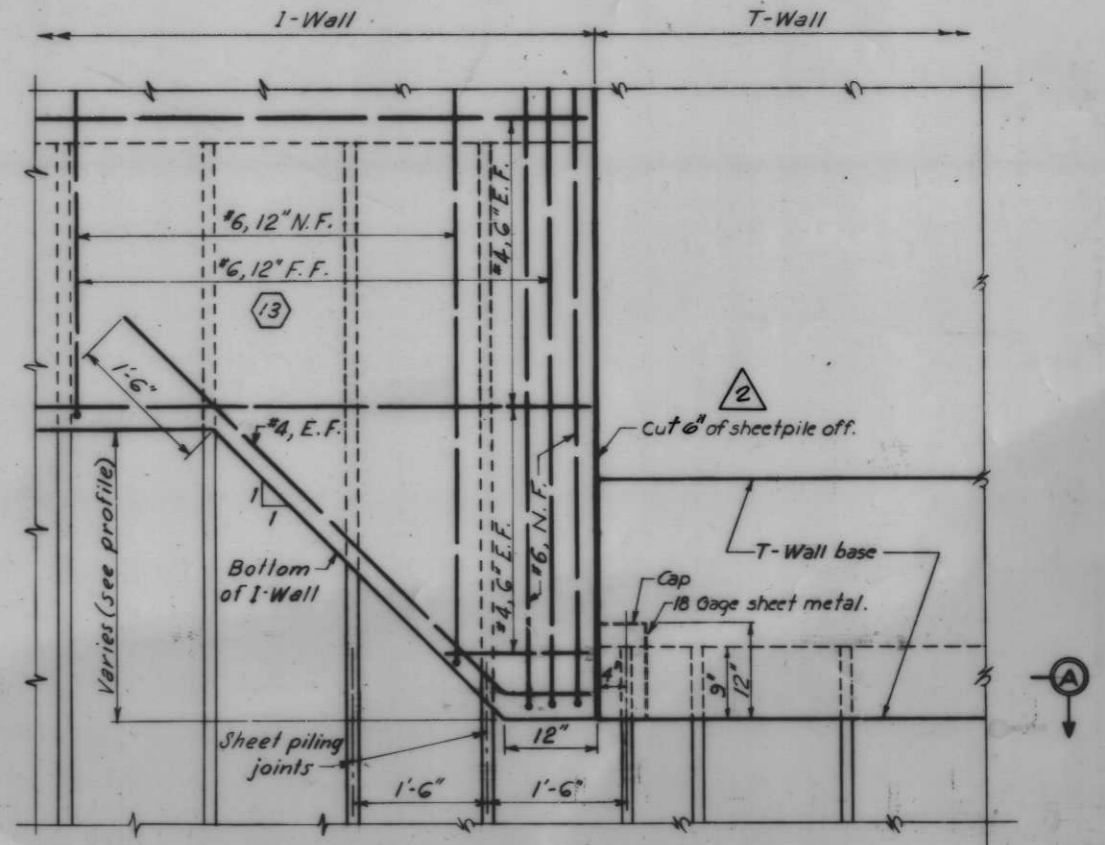 I-Wall
T-Wall
#6, 12" N.F.
#6, 12" F.F.
13
#4, 6" E.F.
1'-6"
#4, E.F.
1
1
2
Cut 6" of sheetpile off.
Varies (see profile)
Bottom
of I-Wall
#4, 6" E.F.
#6, N.F.
T-Wall base
Cap
18 Gage sheet metal.
4"
9"
12"
A
Sheet piling
joints
12"
1'-6"
1'-6"